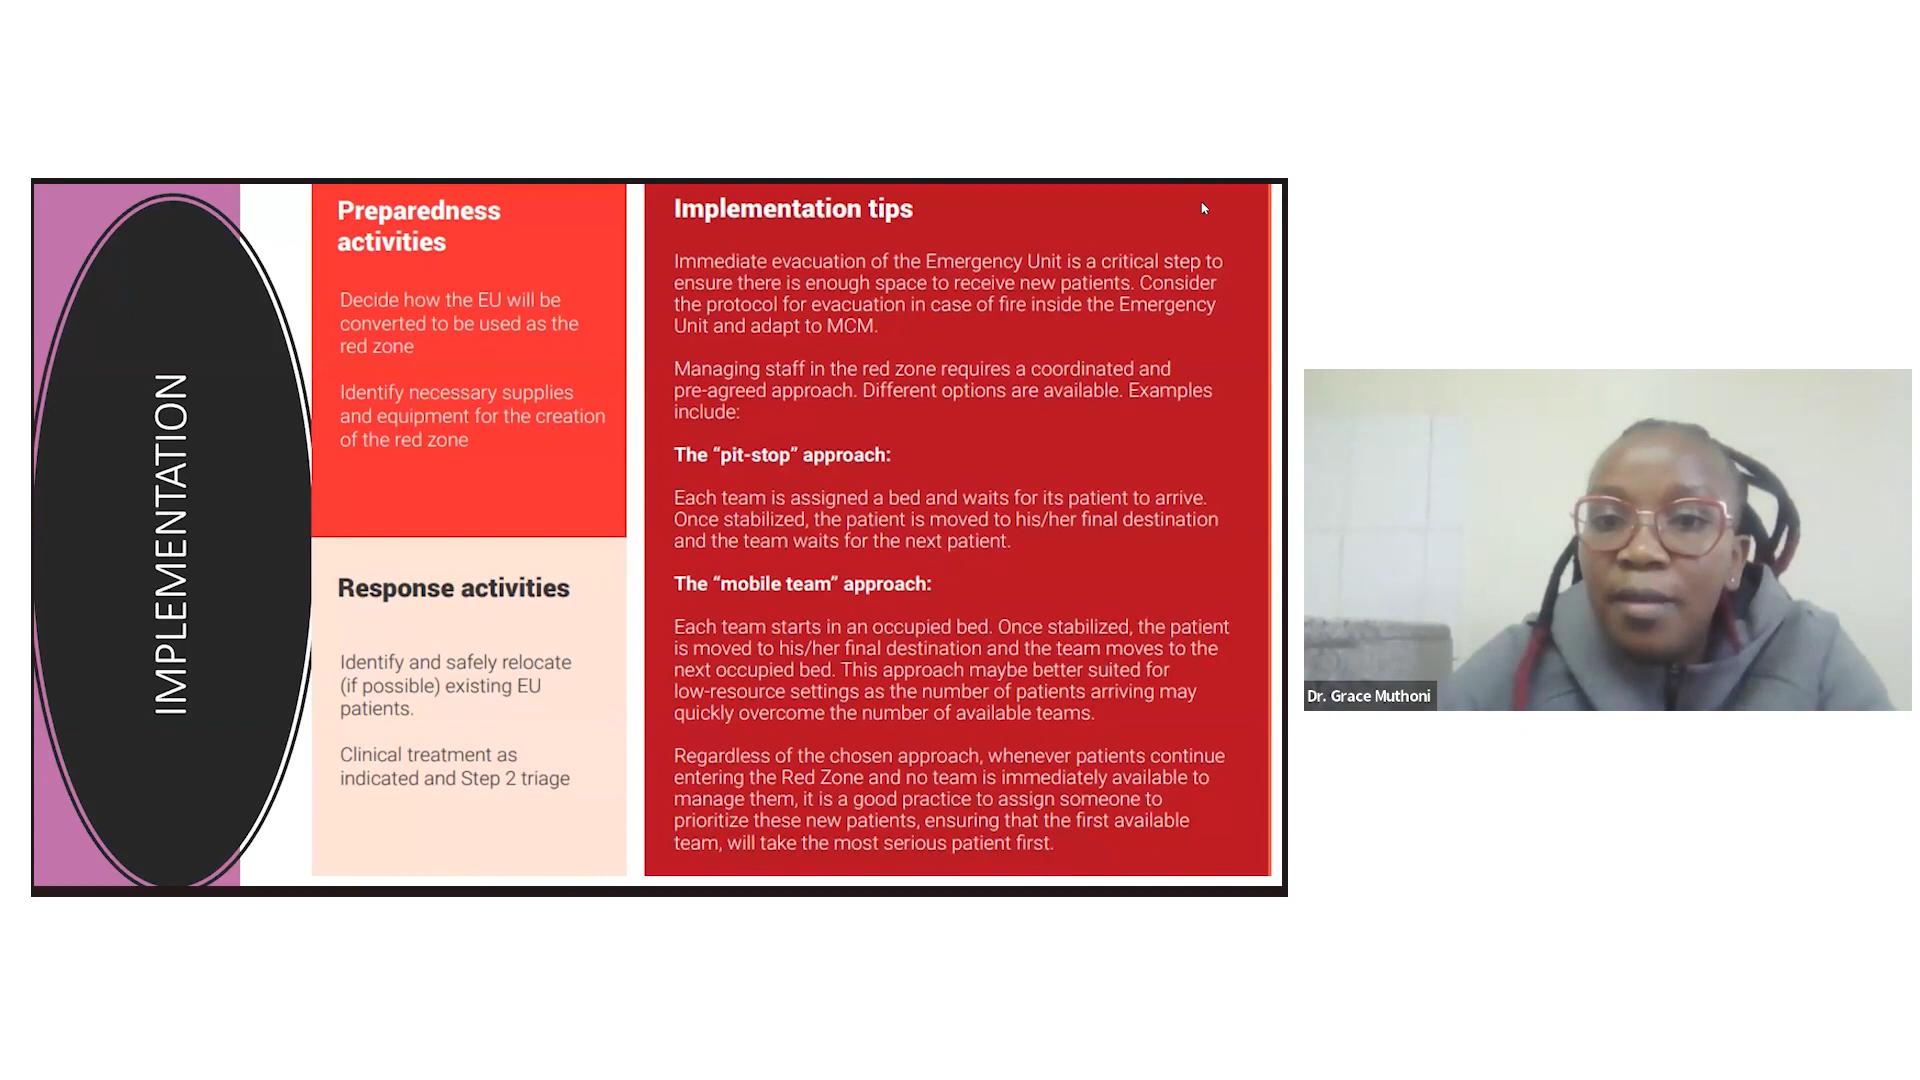 IMPLEMENTATION
Preparedness
activities
Decide how the EU will be
converted to be used as the
red zone
Identify necessary supplies
and equipment for the creation
of the red zone
Response activities
Identify and safely relocate
(if possible) existing EU
patients.
Clinical treatment as
indicated and Step 2 triage
Implementation tips
Immediate evacuation of the Emergency Unit is a critical step to
ensure there is enough space to receive new patients. Consider
the protocol for evacuation in case of fire inside the Emergency
Unit and adapt to MCM.
Managing staff in the red zone requires a coordinated and
pre-agreed approach. Different options are available. Examples
include:
The “pit-stop” approach:
Each team is assigned a bed and waits for its patient to arrive.
Once stabilized, the patient is moved to his/her final destination
and the team waits for the next patient.
The “mobile team” approach:
Each team starts in an occupied bed. Once stabilized, the patient
is moved to his/her final destination and the team moves to the
next occupied bed. This approach maybe better suited for
low-resource settings as the number of patients arriving may
quickly overcome the number of available teams.
Regardless of the chosen approach, whenever patients continue
entering the Red Zone and no team is immediately available to
manage them, it is a good practice to assign someone to
prioritize these new patients, ensuring that the first available
team, will take the most serious patient first.
Dr. Grace Muthoni